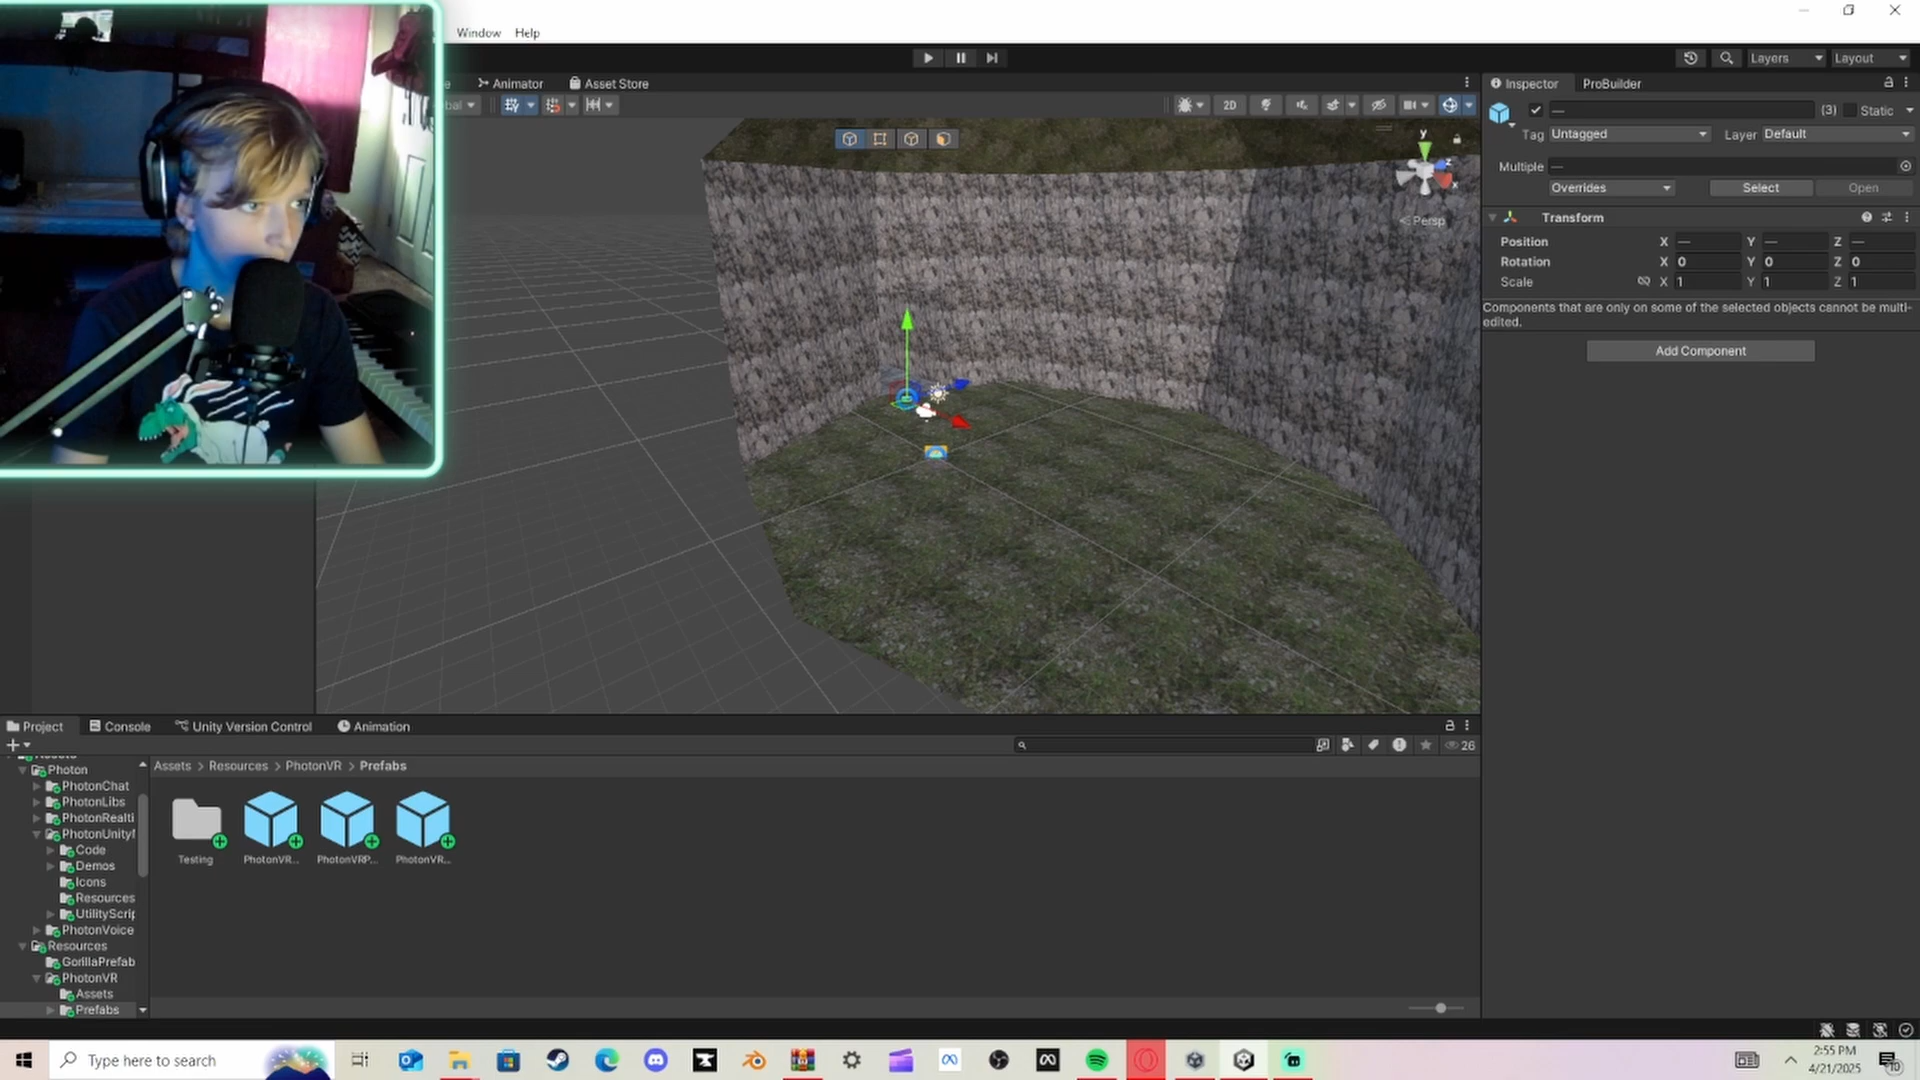 Window Help
Layers Layout
Animator Asset Store
Inspector ProBuilder
bal
2D
(3) Static
Tag Untagged Layer Default
Multiple —
Overrides Select Open
y
x
Persp
Transform
Position X — Y — Z —
Rotation X 0 Y 0 Z 0
Scale X 1 Y 1 Z 1
Components that are only on some of the selected objects cannot be multi-
edited.
Add Component
Project Console Unity Version Control Animation
26
Assets > Resources > PhotonVR > Prefabs
Photon
PhotonChat
PhotonLibs
PhotonRealti
PhotonUnityN
Code
Demos
Icons
Resources
UtilityScrip
PhotonVoice
Resources
GorillaPrefab
PhotonVR
Assets
Prefabs
Testing PhotonVR... PhotonVRP... PhotonVR...
Type here to search
2:55 PM
4/21/2025
10